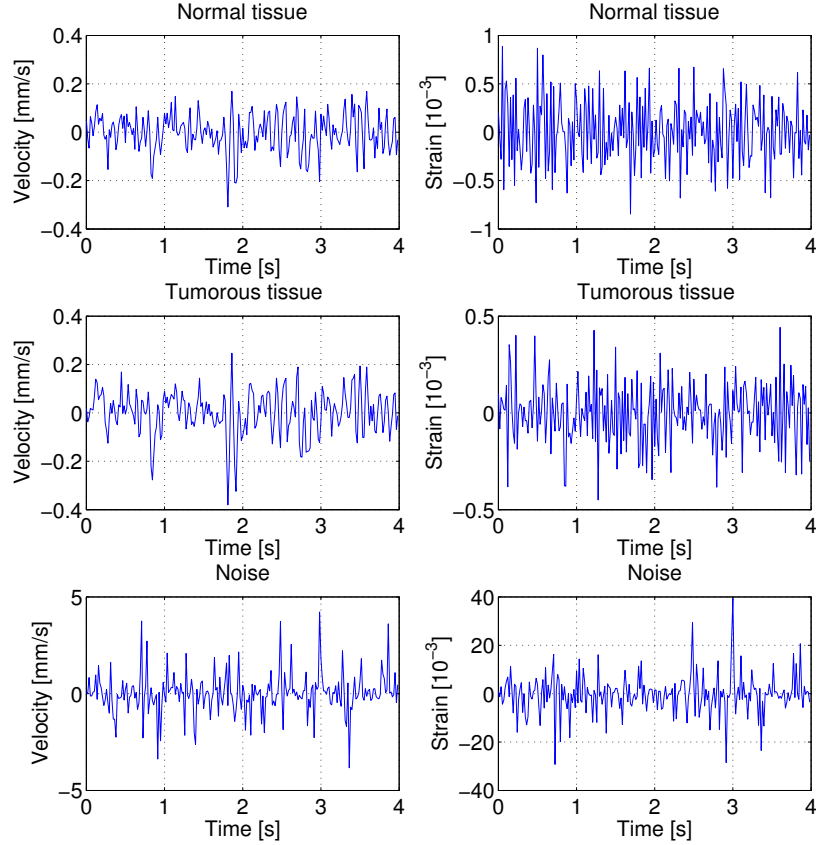 Normal tissue
Velocity [mm/s]
0.4
0.2
0
−0.2
−0.4
0 1 2 3 4
Time [s]
Normal tissue
Strain [10⁻³]
1
0.5
0
−0.5
−1
0 1 2 3 4
Time [s]
Tumorous tissue
Velocity [mm/s]
0.4
0.2
0
−0.2
−0.4
0 1 2 3 4
Time [s]
Tumorous tissue
Strain [10⁻³]
0.5
0
−0.5
0 1 2 3 4
Time [s]
Noise
Velocity [mm/s]
5
0
−5
0 1 2 3 4
Time [s]
Noise
Strain [10⁻³]
40
20
0
−20
−40
0 1 2 3 4
Time [s]